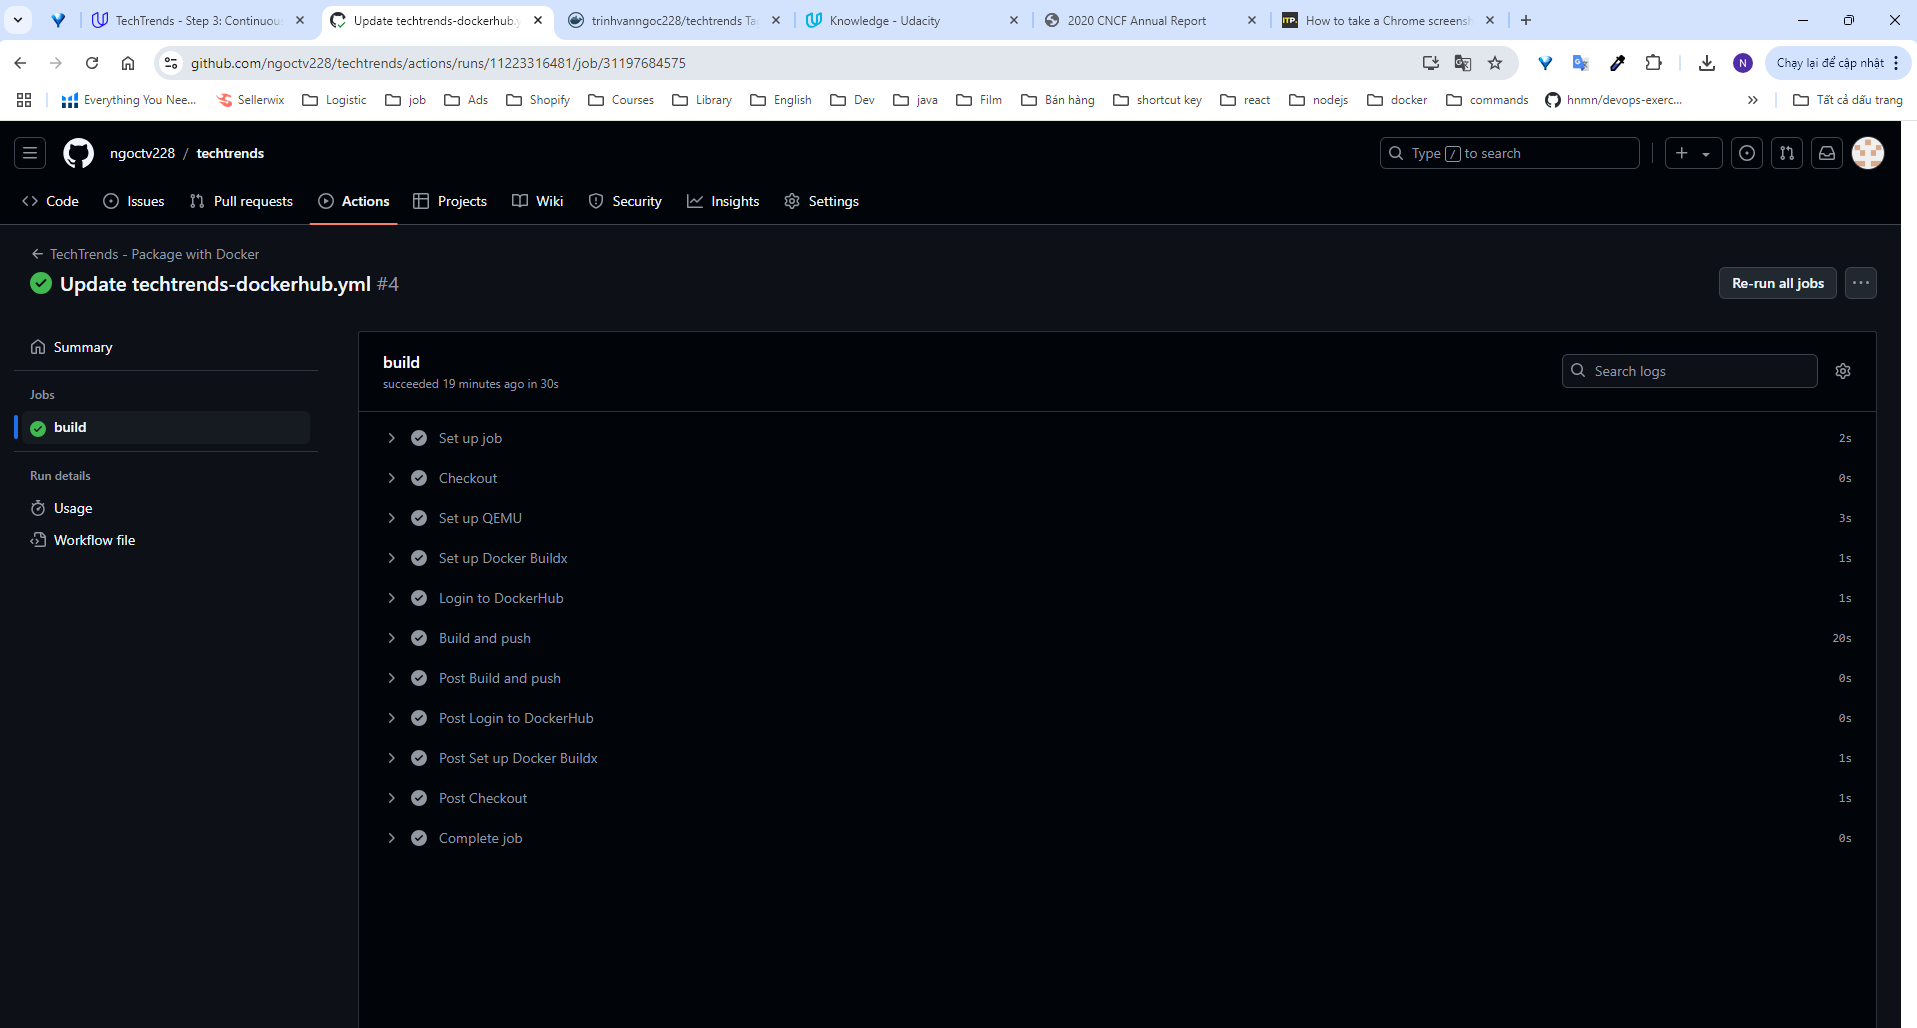 TechTrends - Step 3: Continuous
Update techtrends-dockerhub.y
trinhvanngoc228/techtrends Ta
Knowledge - Udacity
2020 CNCF Annual Report
How to take a Chrome screensh
github.com/ngoctv228/techtrends/actions/runs/11223316481/job/31197684575
N
Chạy lại để cập nhật
Everything You Nee...
Sellerwix
Logistic
job
Ads
Shopify
Courses
Library
English
Dev
java
Film
Bán hàng
shortcut key
react
nodejs
docker
commands
hnmn/devops-exerc...
Tất cả dấu trang
ngoctv228 / techtrends
Type / to search
Code
Issues
Pull requests
Actions
Projects
Wiki
Security
Insights
Settings
TechTrends - Package with Docker
Update techtrends-dockerhub.yml #4
Re-run all jobs
Summary
Jobs
build
Run details
Usage
Workflow file
build
succeeded 19 minutes ago in 30s
Search logs
Set up job 2s
Checkout 0s
Set up QEMU 3s
Set up Docker Buildx 1s
Login to DockerHub 1s
Build and push 20s
Post Build and push 0s
Post Login to DockerHub 0s
Post Set up Docker Buildx 1s
Post Checkout 1s
Complete job 0s